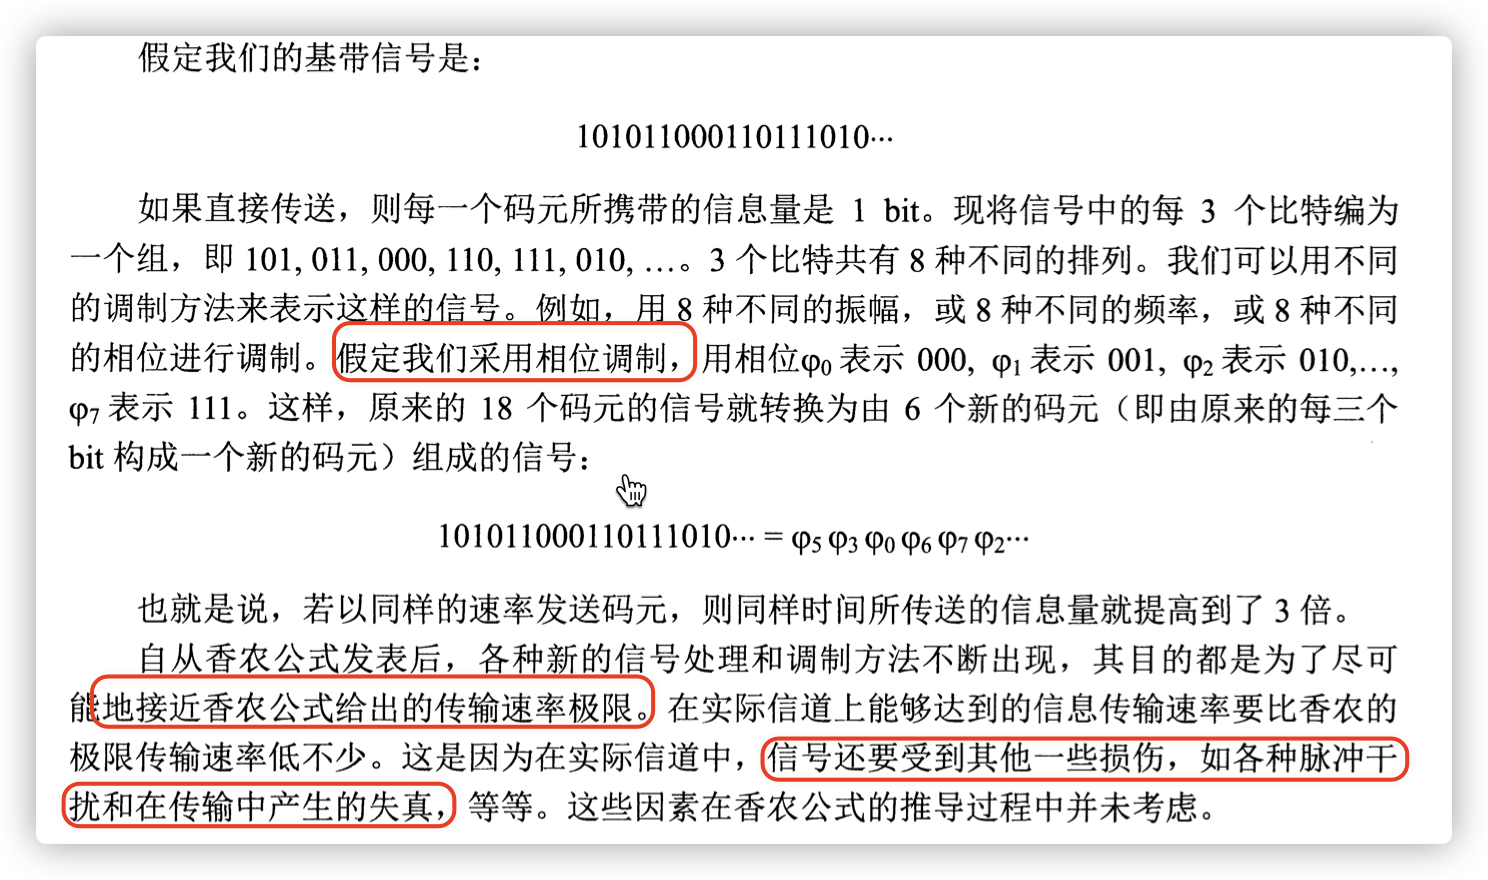 假定我们的基带信号是：
101011000110111010···
如果直接传送，则每一个码元所携带的信息量是 1 bit。现将信号中的每 3 个比特编为
一个组，即 101, 011, 000, 110, 111, 010, …。3 个比特共有 8 种不同的排列。我们可以用不同
的调制方法来表示这样的信号。例如，用 8 种不同的振幅，或 8 种不同的频率，或 8 种不同
的相位进行调制。假定我们采用相位调制，用相位φ₀ 表示 000, φ₁ 表示 001, φ₂ 表示 010,…,
φ₇ 表示 111。这样，原来的 18 个码元的信号就转换为由 6 个新的码元（即由原来的每三个
bit 构成一个新的码元）组成的信号：
101011000110111010··· = φ₅ φ₃ φ₀ φ₆ φ₇ φ₂···
也就是说，若以同样的速率发送码元，则同样时间所传送的信息量就提高到了 3 倍。
自从香农公式发表后，各种新的信号处理和调制方法不断出现，其目的都是为了尽可
能地接近香农公式给出的传输速率极限。在实际信道上能够达到的信息传输速率要比香农的
极限传输速率低不少。这是因为在实际信道中，信号还要受到其他一些损伤，如各种脉冲干
扰和在传输中产生的失真，等等。这些因素在香农公式的推导过程中并未考虑。